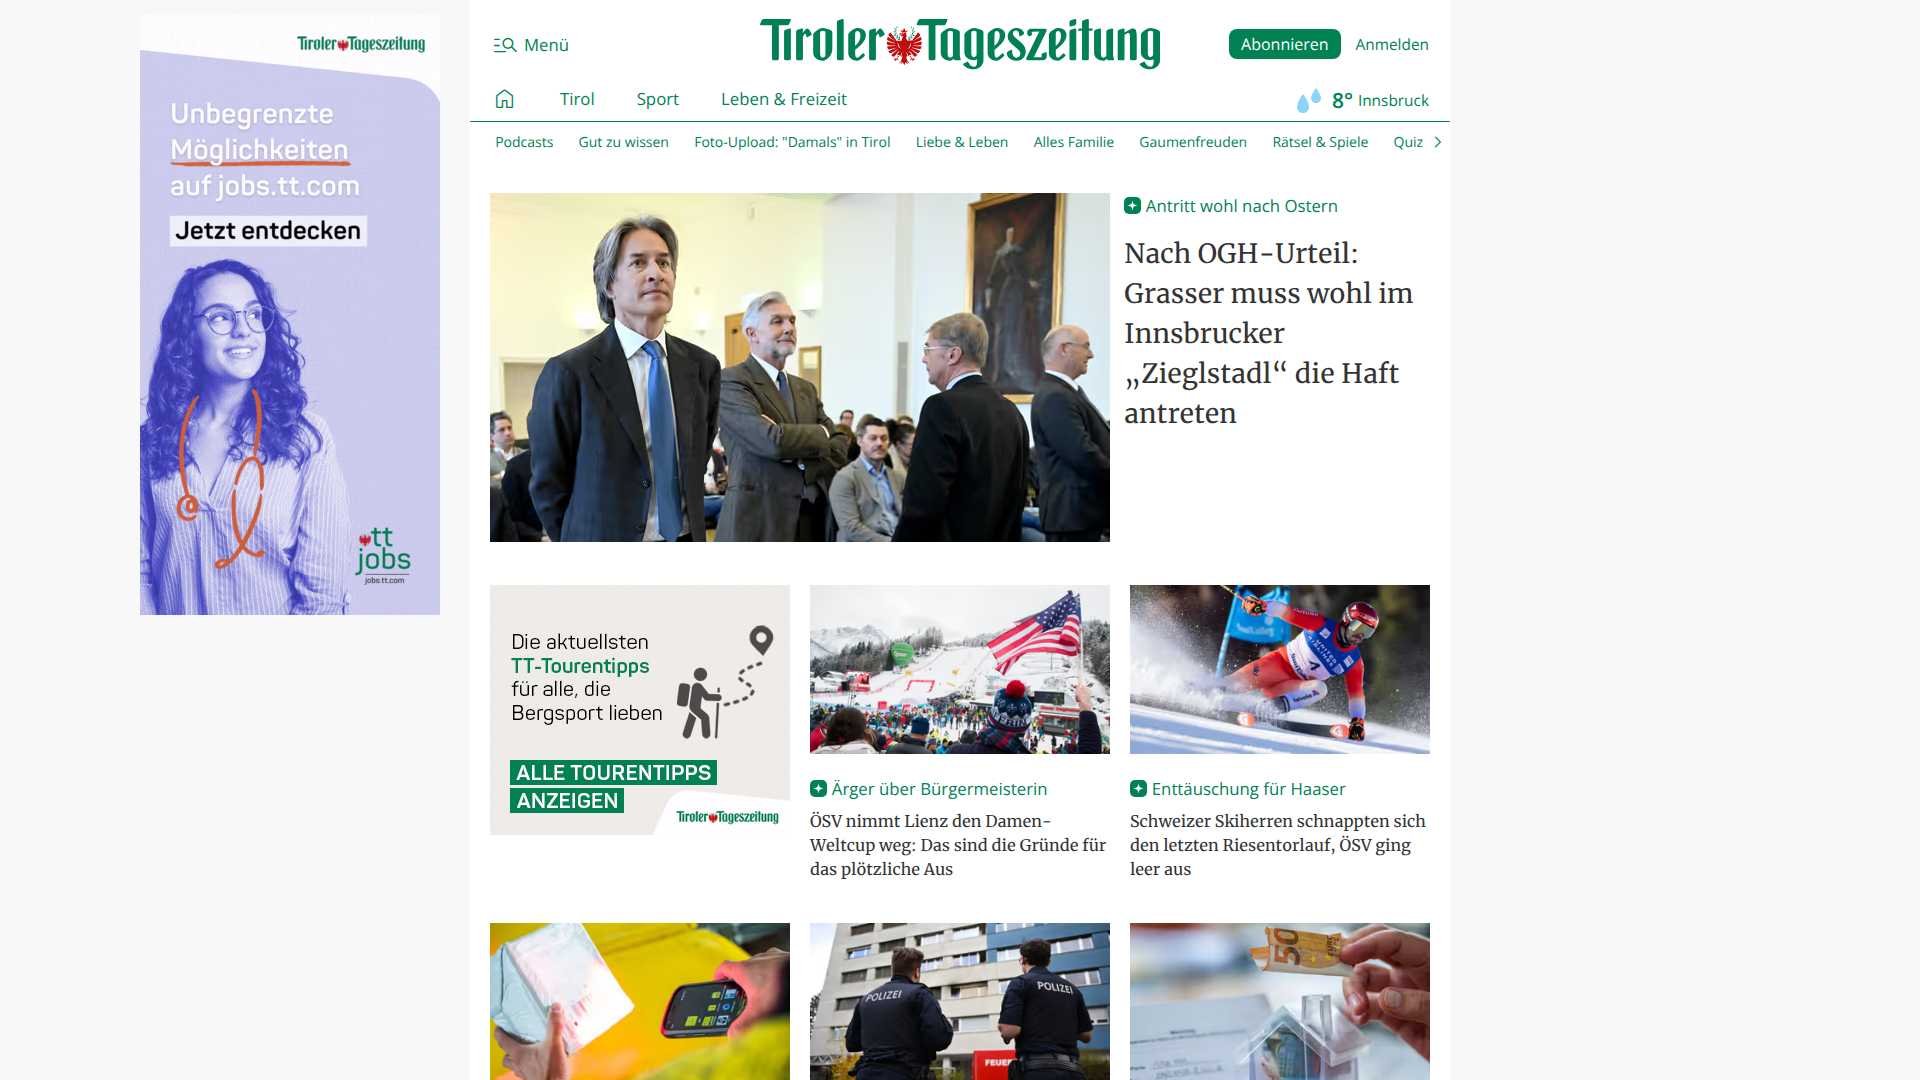 Tiroler Tageszeitung
Unbegrenzte
Möglichkeiten
auf jobs.tt.com
Jetzt entdecken
tt
jobs
jobs.tt.com
Menü
Tiroler Tageszeitung
Abonnieren
Anmelden
Tirol
Sport
Leben & Freizeit
8° Innsbruck
Podcasts
Gut zu wissen
Foto-Upload: "Damals" in Tirol
Liebe & Leben
Alles Familie
Gaumenfreuden
Rätsel & Spiele
Quiz
Antritt wohl nach Ostern
Nach OGH-Urteil:
Grasser muss wohl im
Innsbrucker
„Zieglstadl“ die Haft
antreten
Die aktuellsten
TT-Tourentipps
für alle, die
Bergsport lieben
ALLE TOURENTIPPS
ANZEIGEN
Tiroler Tageszeitung
Ärger über Bürgermeisterin
ÖSV nimmt Lienz den Damen-
Weltcup weg: Das sind die Gründe für
das plötzliche Aus
Enttäuschung für Haaser
Schweizer Skiherren schnappten sich
den letzten Riesentorlauf, ÖSV ging
leer aus
POLIZEI
POLIZEI
FEUER
50